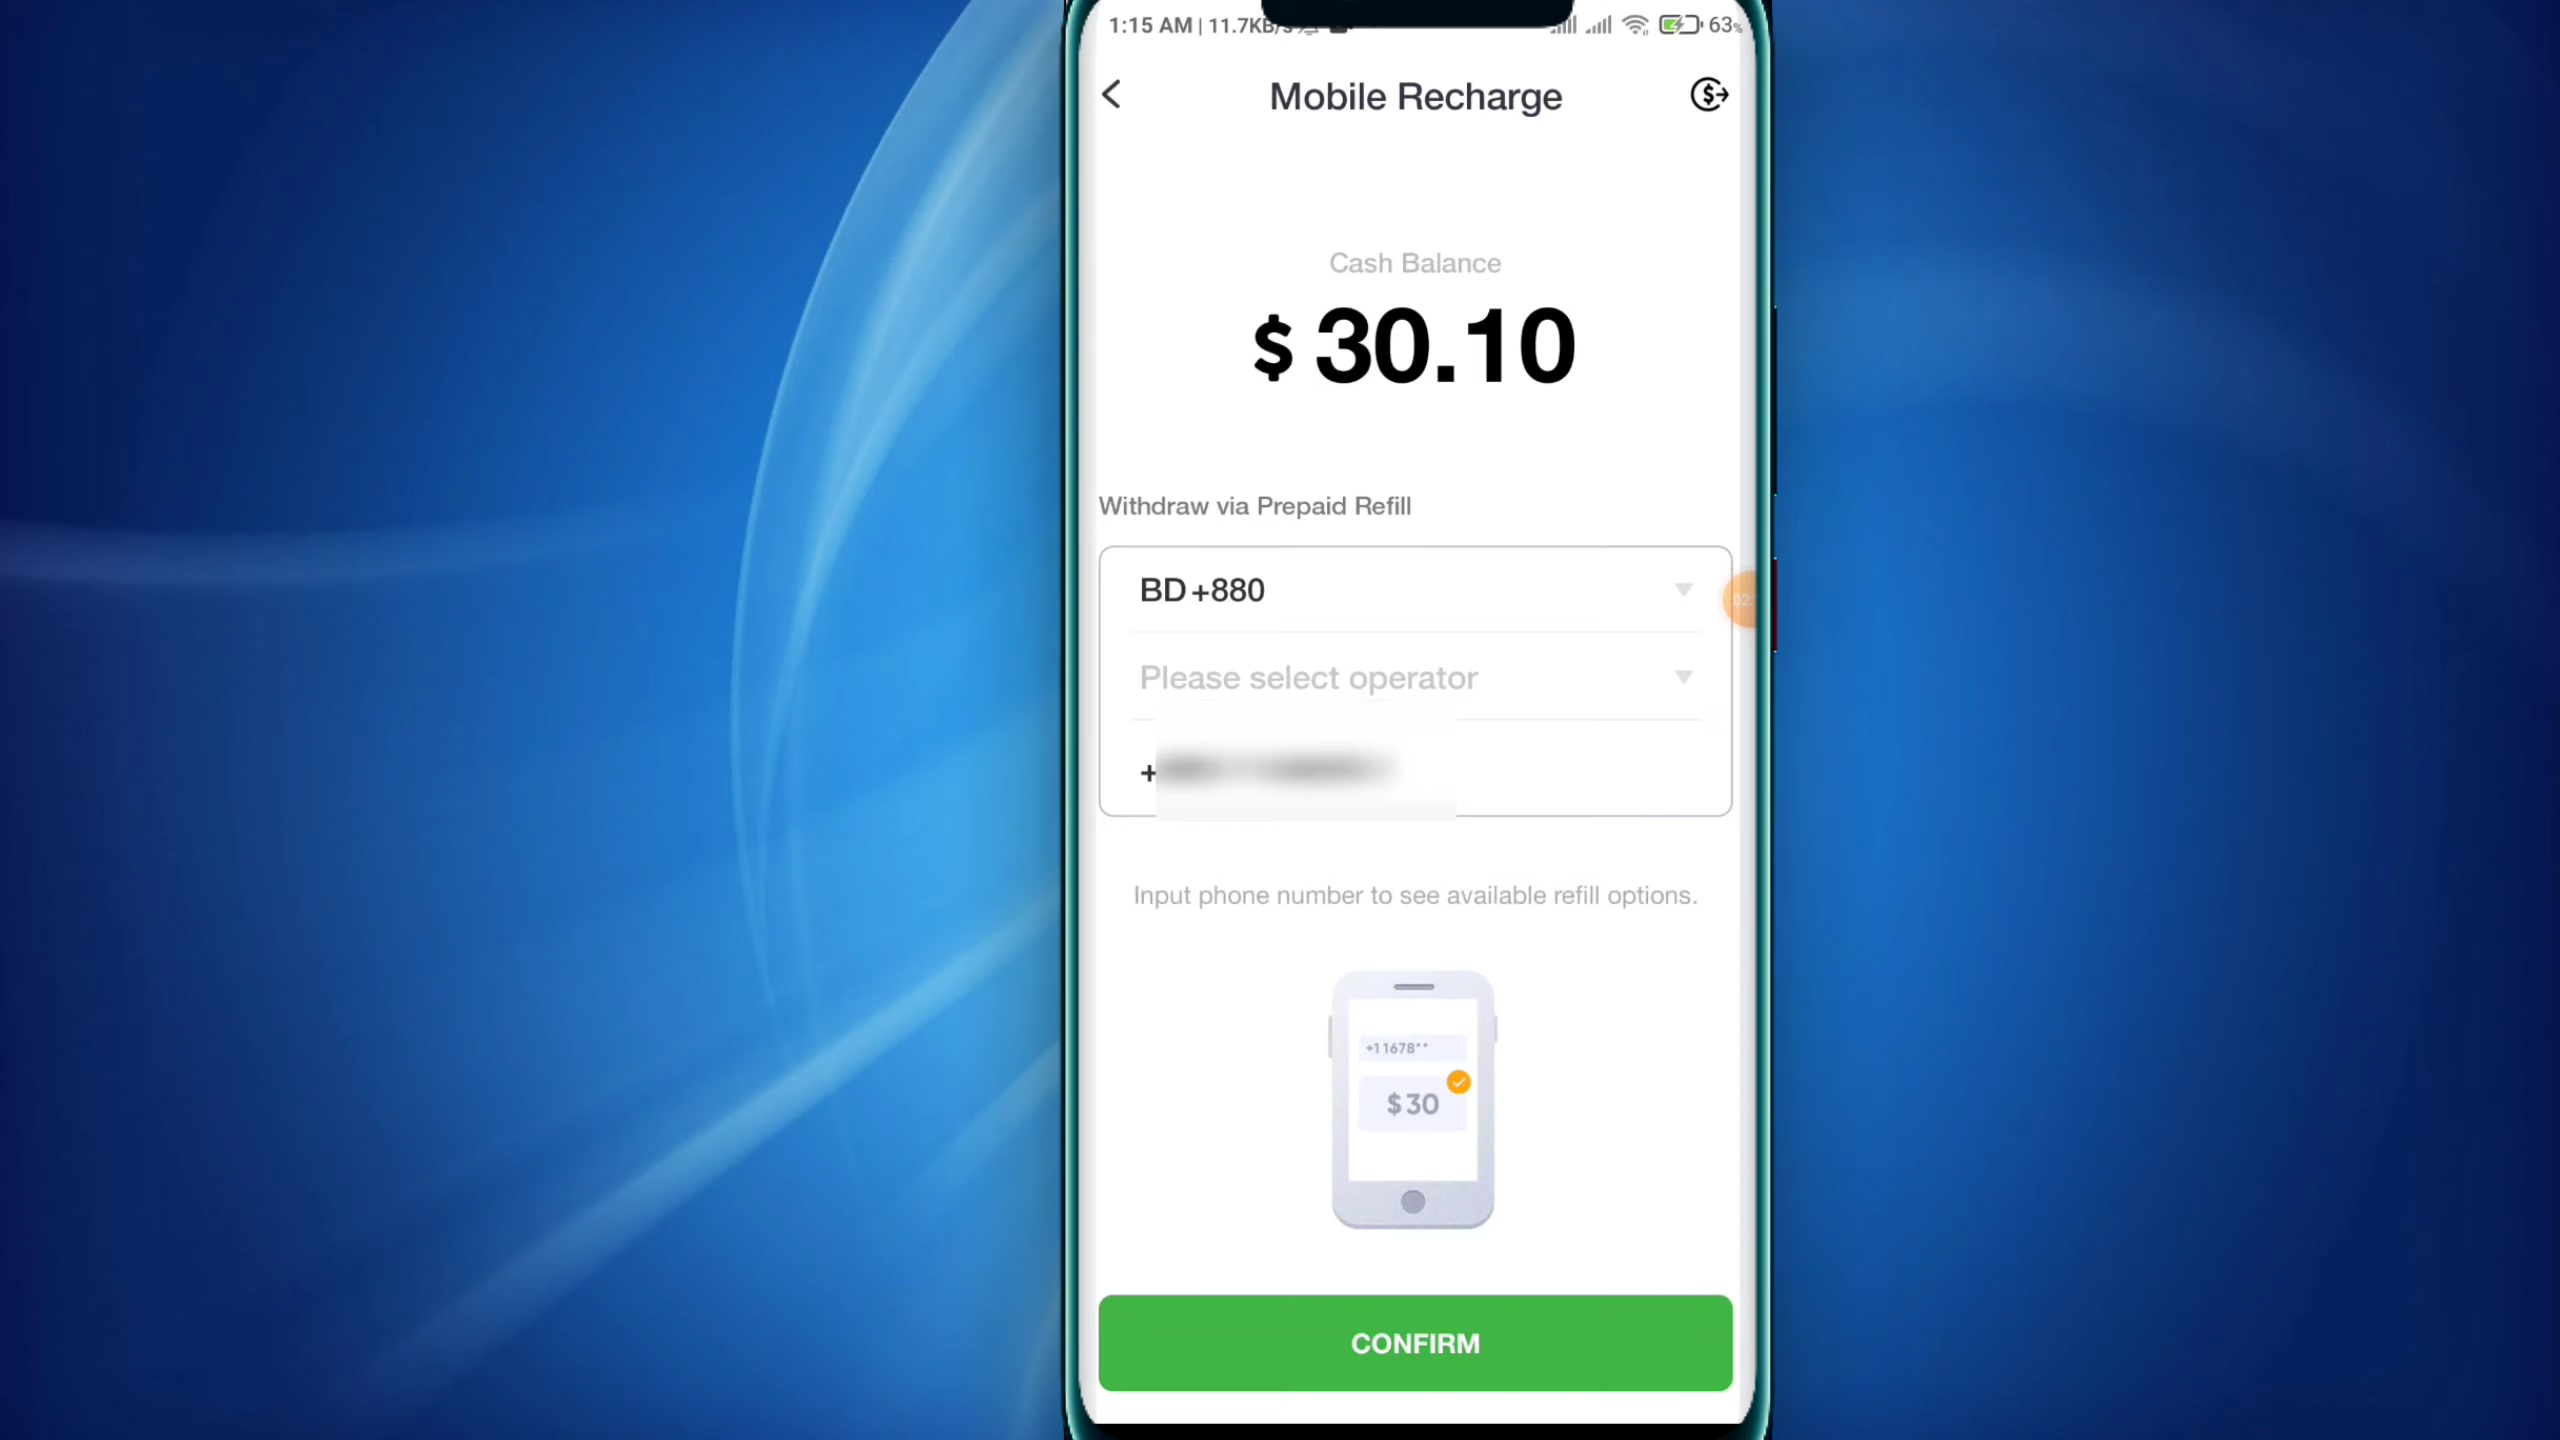 1:15 AM | 11.7KB/s 63%
Mobile Recharge
Cash Balance
$ 30.10
Withdraw via Prepaid Refill
BD+880
Please select operator
+
Input phone number to see available refill options.
+11678**
$30
CONFIRM